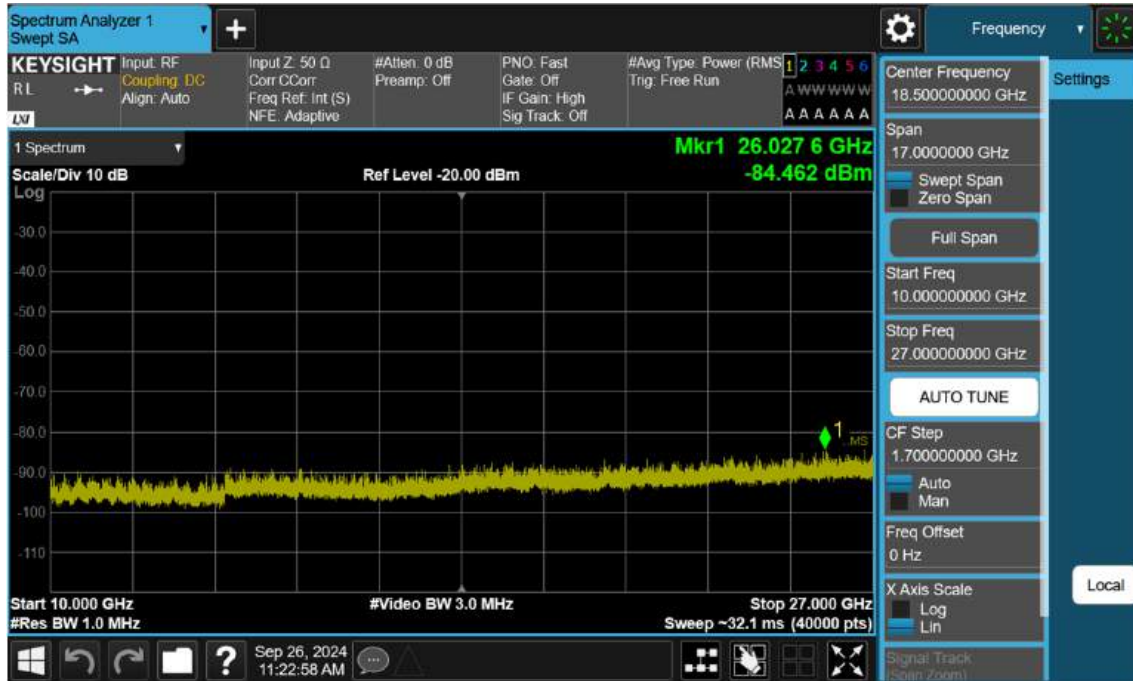 Spectrum Analyzer 1
Swept SA
Frequency
KEYSIGHT
RL
LXI
Input: RF
Coupling: DC
Align: Auto
Input Z: 50 Ω
Corr CCorr
Freq Ref: Int (S)
NFE: Adaptive
#Atten: 0 dB
Preamp: Off
PNO: Fast
Gate: Off
IF Gain: High
Sig Track: Off
#Avg Type: Power (RMS
Trig: Free Run
1 2 3 4 5 6
A W W W W W
A A A A A A
1 Spectrum
Mkr1 26.027 6 GHz
Scale/Div 10 dB
Ref Level -20.00 dBm
-84.462 dBm
Log
-30.0
-40.0
-50.0
-60.0
-70.0
-80.0
-90.0
-100
-110
1
MS
Start 10.000 GHz
#Video BW 3.0 MHz
Stop 27.000 GHz
#Res BW 1.0 MHz
Sweep ~32.1 ms (40000 pts)
?
Sep 26, 2024
11:22:58 AM
Center Frequency
18.500000000 GHz
Settings
Span
17.0000000 GHz
Swept Span
Zero Span
Full Span
Start Freq
10.000000000 GHz
Stop Freq
27.000000000 GHz
AUTO TUNE
CF Step
1.700000000 GHz
Auto
Man
Freq Offset
0 Hz
X Axis Scale
Log
Lin
Local
Signal Track
(Span Zoom)